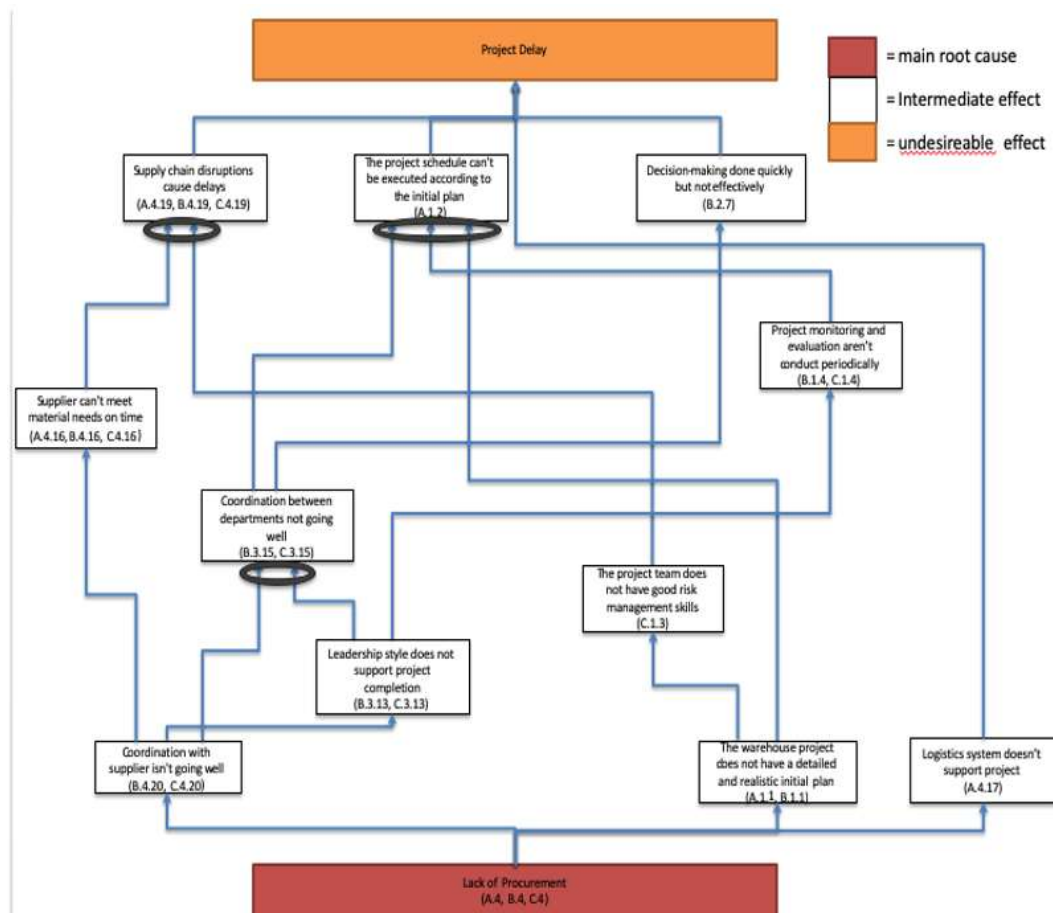 Project Delay
= main root cause
= Intermediate effect
= undesireable effect
Supply chain disruptions
cause delays
(A.4.19, B.4.19, C.4.19)
The project schedule can't
be executed according to
the initial plan
(A.1.2)
Decision-making done quickly
but not effectively
(B.2.7)
Project monitoring and
evaluation aren't
conduct periodically
(B.1.4, C.1.4)
Supplier can't meet
material needs on time
(A.4.16, B.4.16, C.4.16)
Coordination between
departments not going
well
(B.3.15, C.3.15)
The project team does
not have good risk
management skills
(C.1.3)
Leadership style does not
support project
completion
(B.3.13, C.3.13)
Coordination with
supplier isn't going well
(B.4.20, C.4.20)
The warehouse project
does not have a detailed
and realistic initial plan
(A.1.1, B.1.1)
Logistics system doesn't
support project
(A.4.17)
Lack of Procurement
(A.4, B.4, C.4)